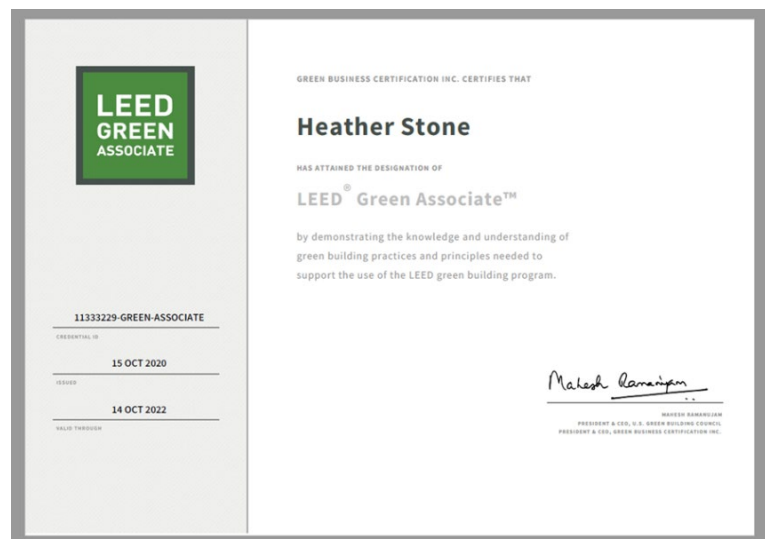 LEED
GREEN
ASSOCIATE
11333229-GREEN-ASSOCIATE
CREDENTIAL ID
15 OCT 2020
ISSUED
14 OCT 2022
VALID THROUGH
GREEN BUSINESS CERTIFICATION INC. CERTIFIES THAT
Heather Stone
HAS ATTAINED THE DESIGNATION OF
LEED® Green Associate™
by demonstrating the knowledge and understanding of
green building practices and principles needed to
support the use of the LEED green building program.
Mahesh Ramanujam
MAHESH RAMANUJAM
PRESIDENT & CEO, U.S. GREEN BUILDING COUNCIL
PRESIDENT & CEO, GREEN BUSINESS CERTIFICATION INC.